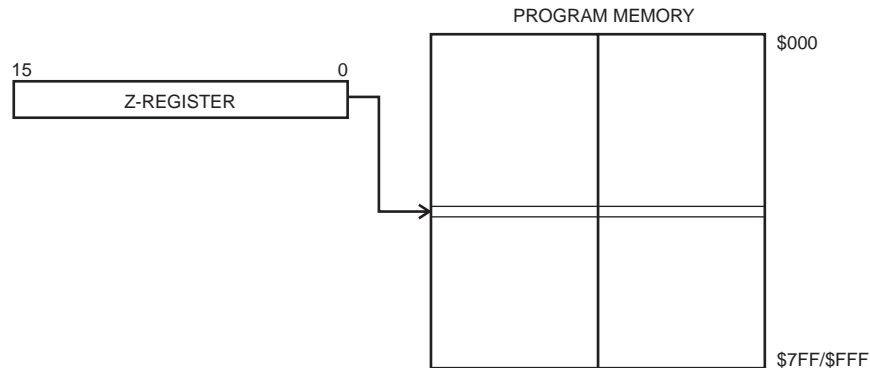 PROGRAM MEMORY
$000
15 0
Z-REGISTER
$7FF/$FFF